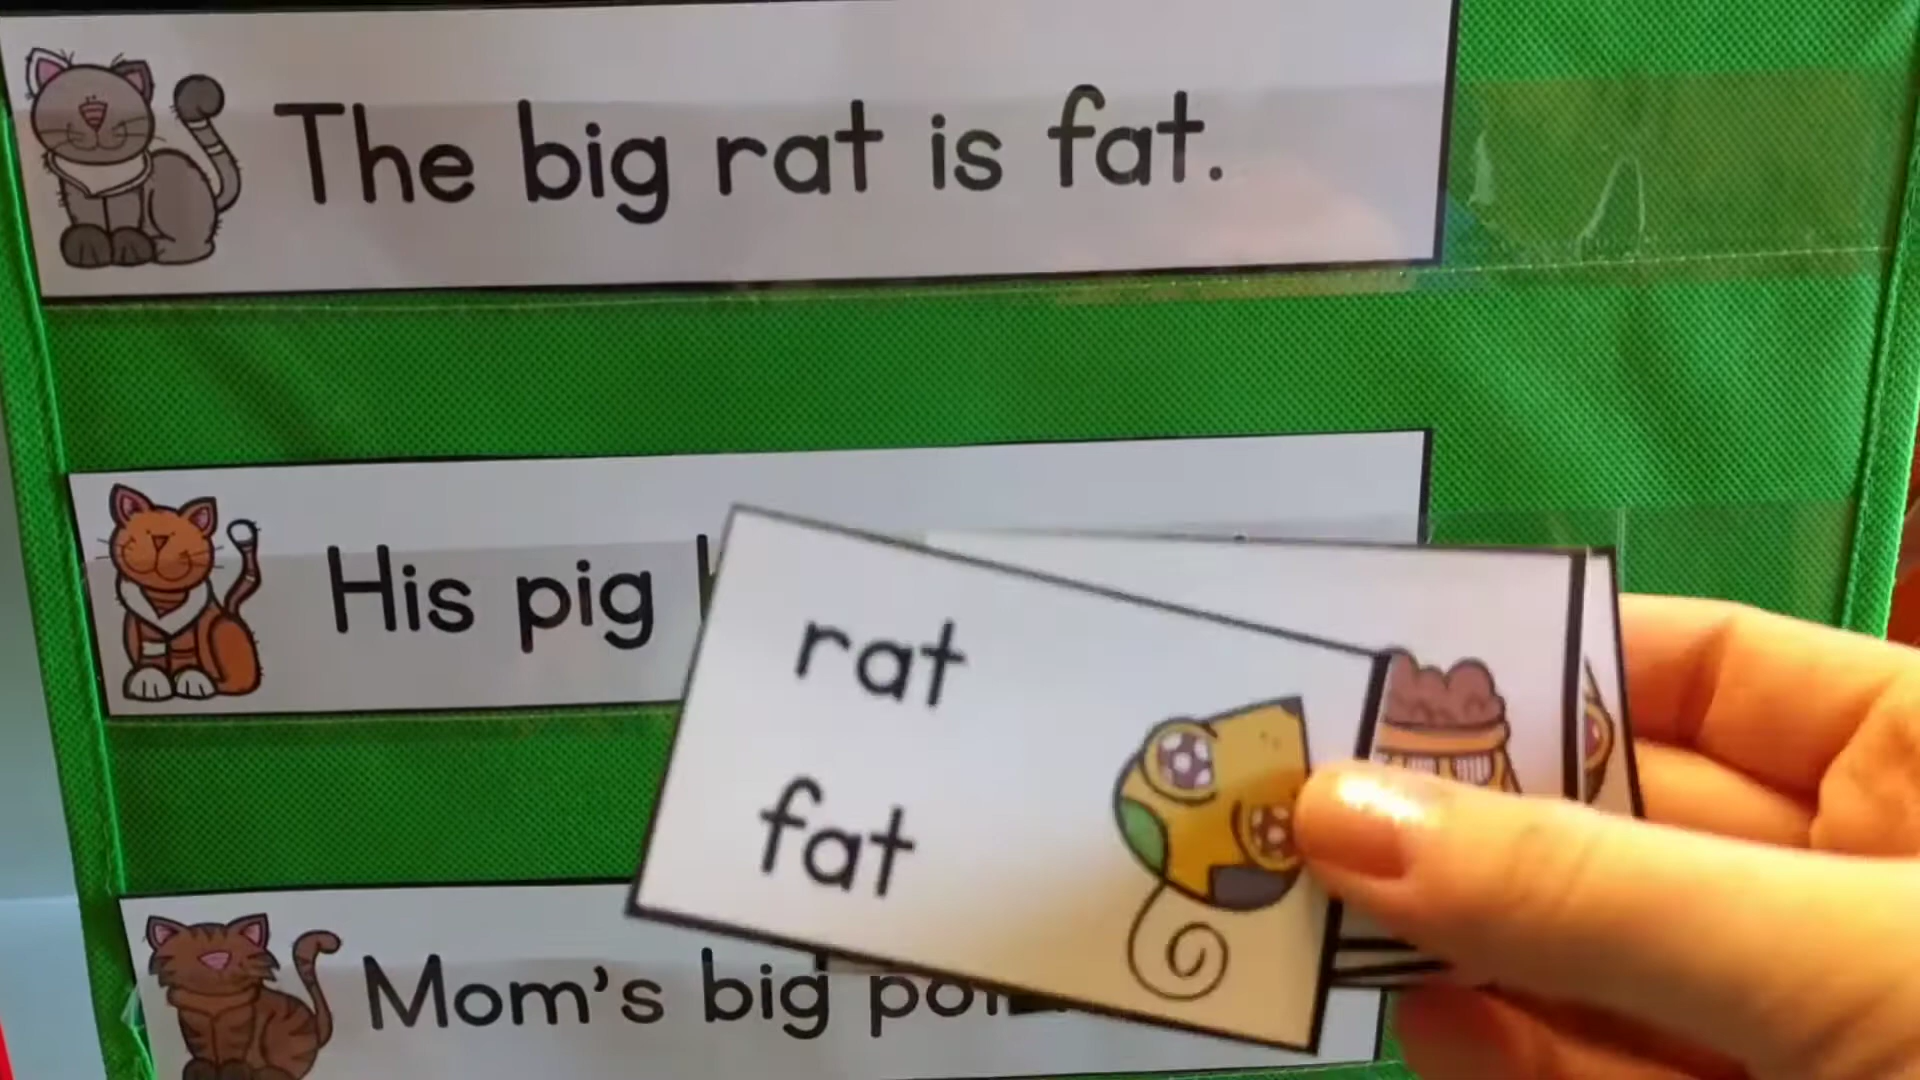 The big rat is fat.
His pig
rat
fat
Mom's big